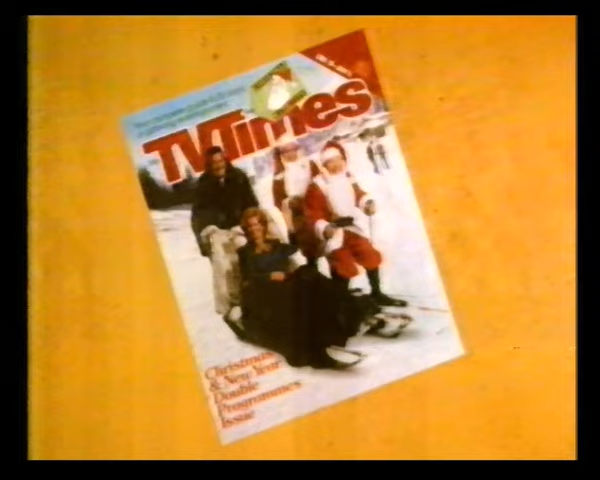 TVTimes
Christmas
& New Year
Double
Programmes
Issue